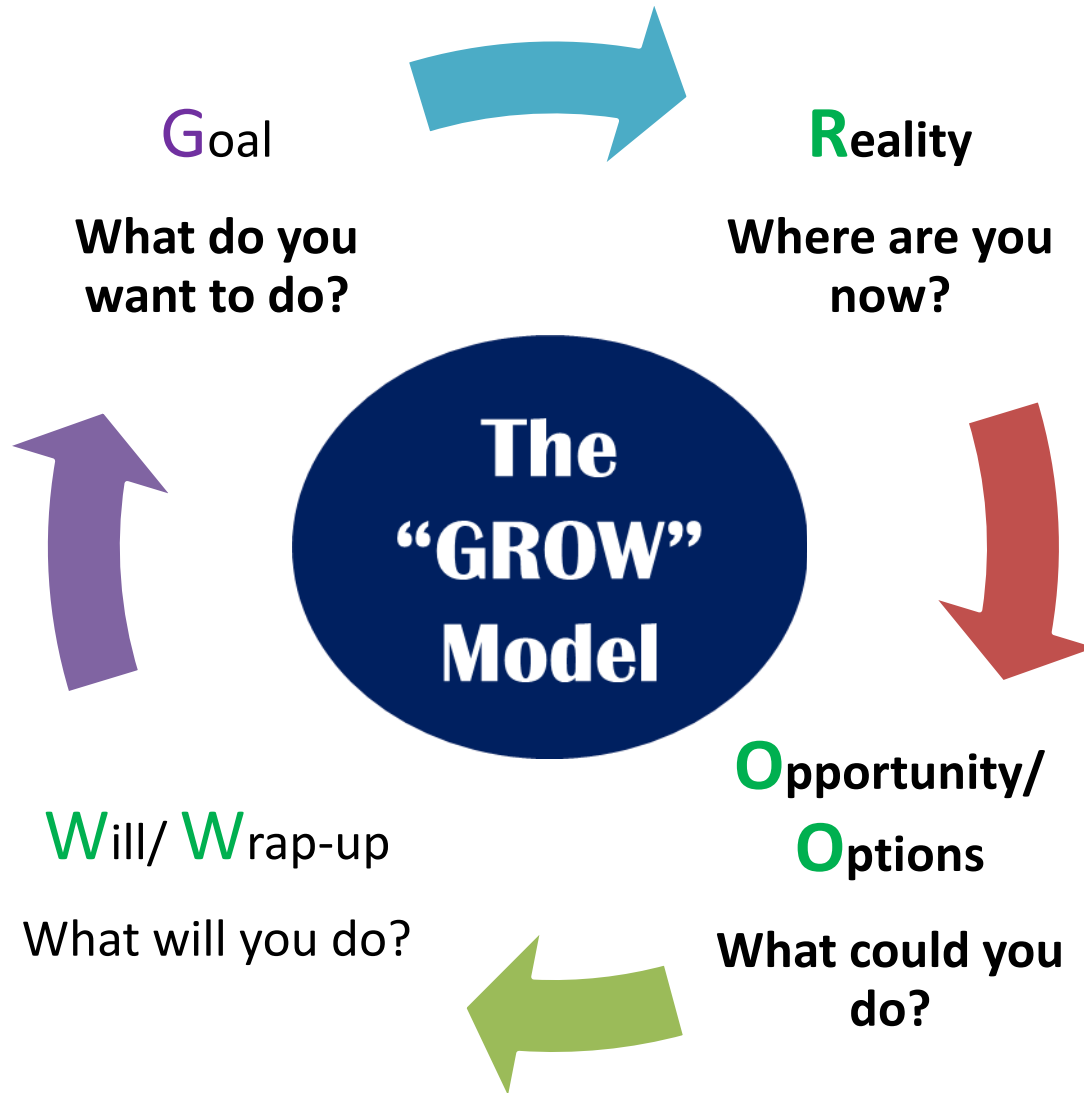 Goal
What do you
want to do?
Reality
Where are you
now?
The
“GROW”
Model
Opportunity/
Options
What could you
do?
Will/ Wrap-up
What will you do?